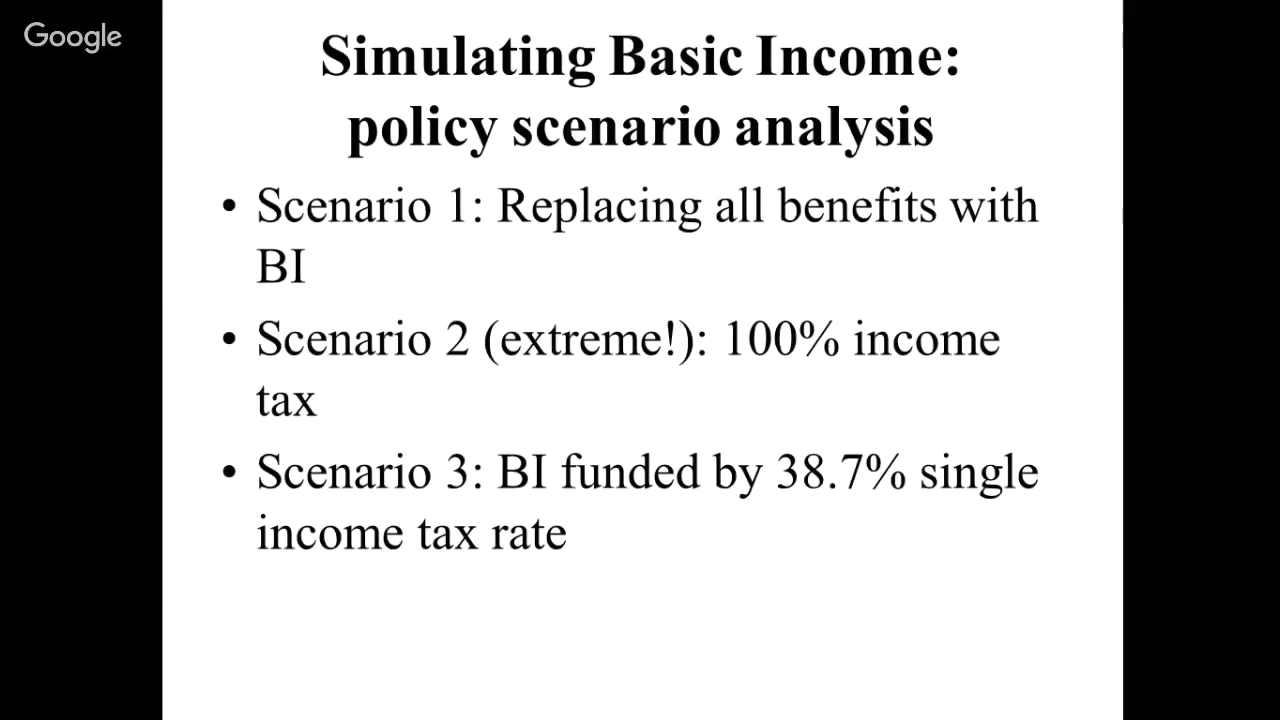 Google
Simulating Basic Income:
policy scenario analysis
• Scenario 1: Replacing all benefits with
BI
• Scenario 2 (extreme!): 100% income
tax
• Scenario 3: BI funded by 38.7% single
income tax rate